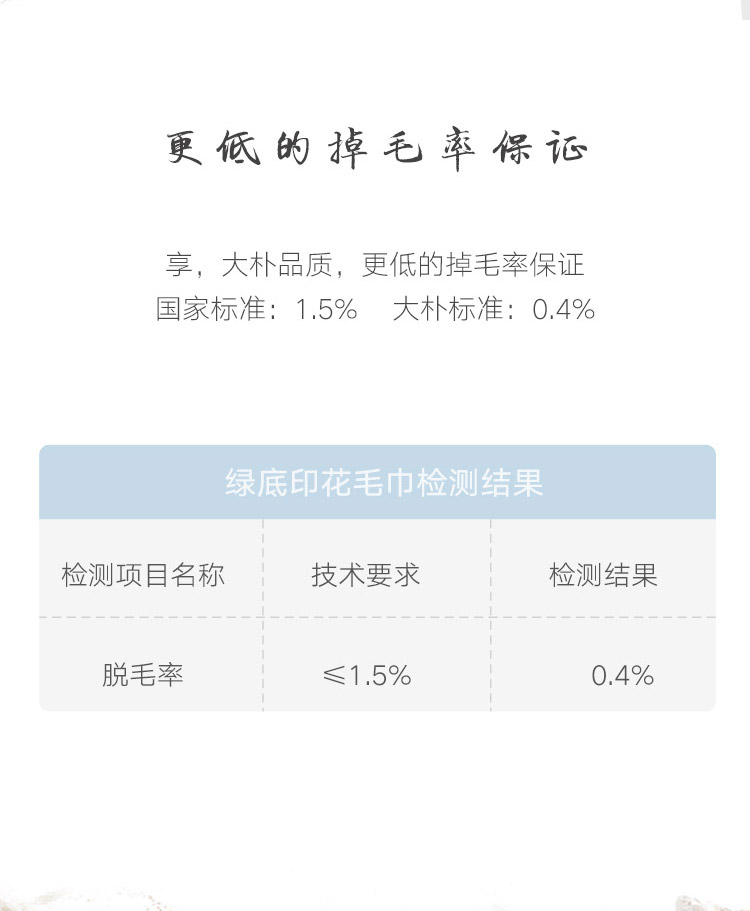 更低的掉毛率保证
享，大朴品质，更低的掉毛率保证
国家标准：1.5% 大朴标准：0.4%
绿底印花毛巾检测结果
检测项目名称 技术要求 检测结果
脱毛率 ≤1.5% 0.4%